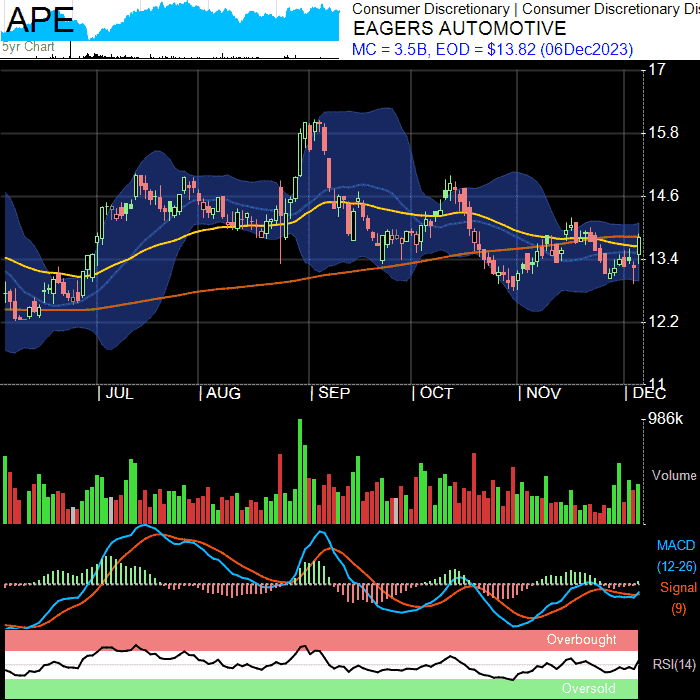 APE
5yr Chart
Consumer Discretionary | Consumer Discretionary Dis
EAGERS AUTOMOTIVE
MC = 3.5B, EOD = $13.82 (06Dec2023)
17
15.8
14.6
13.4
12.2
11
JUL AUG SEP OCT NOV DEC
986k
Volume
MACD
(12-26)
Signal
(9)
Overbought
RSI(14)
Oversold